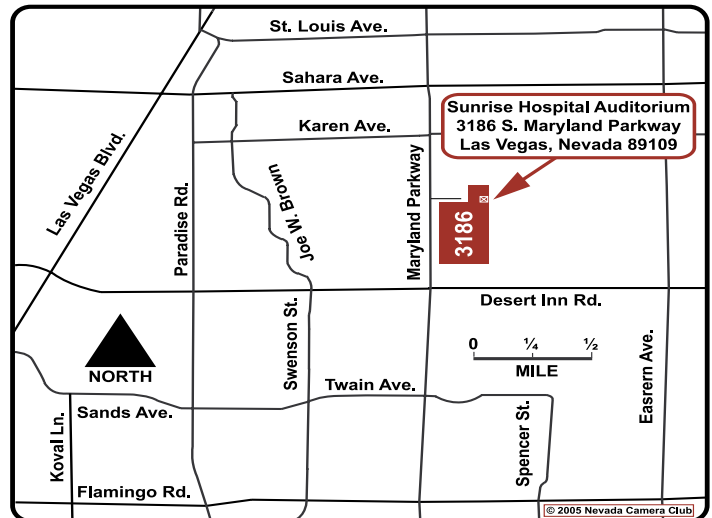 St. Louis Ave.
Sahara Ave.
Sunrise Hospital Auditorium
3186 S. Maryland Parkway
Las Vegas, Nevada 89109
Karen Ave.
Las Vegas Blvd.
Paradise Rd.
Joe W. Brown
Maryland Parkway
3186
Desert Inn Rd.
NORTH
Swenson St.
0 ¼ ½
MILE
Easrern Ave.
Twain Ave.
Sands Ave.
Koval Ln.
Spencer St.
Flamingo Rd.
© 2005 Nevada Camera Club